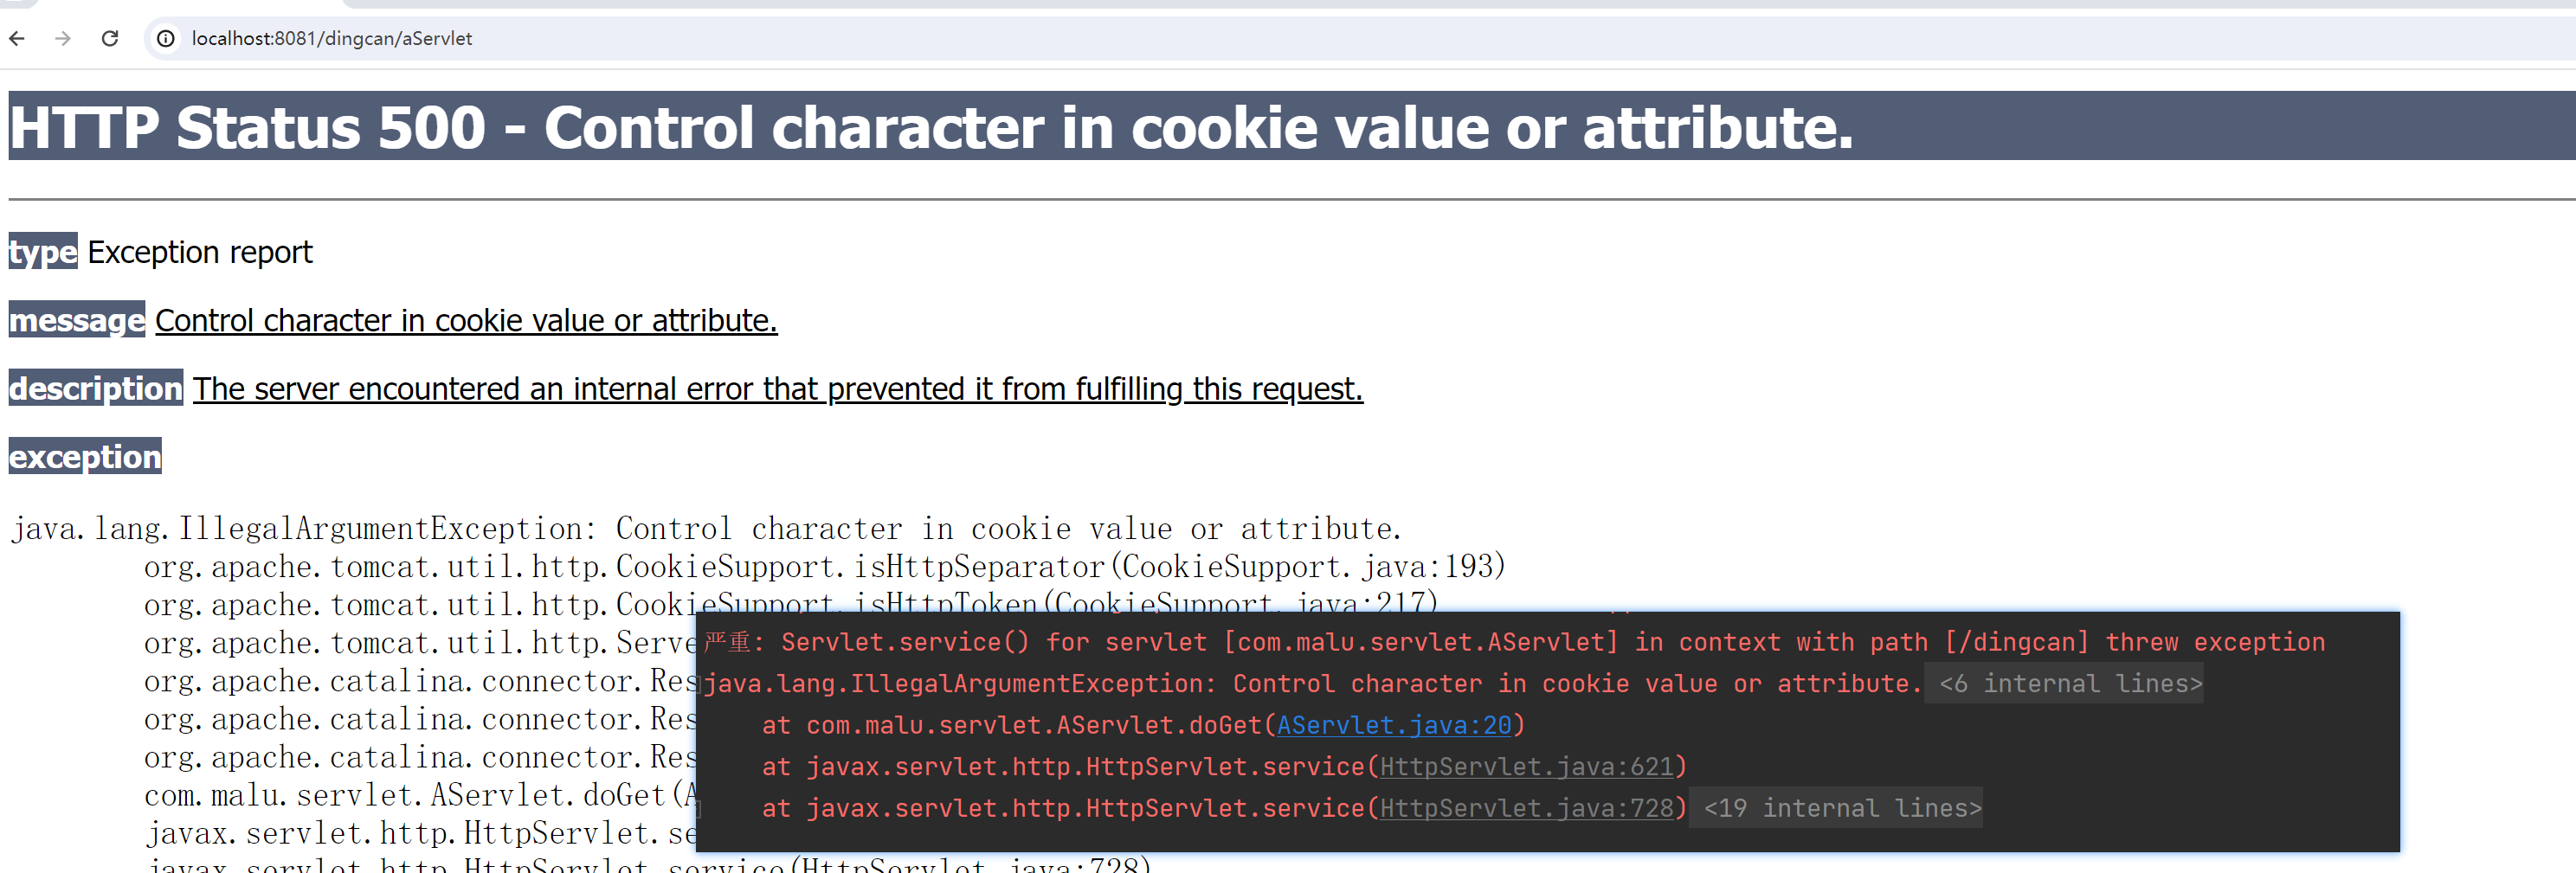 localhost:8081/dingcan/aServlet
HTTP Status 500 - Control character in cookie value or attribute.
type Exception report
message Control character in cookie value or attribute.
description The server encountered an internal error that prevented it from fulfilling this request.
exception
java.lang.IllegalArgumentException: Control character in cookie value or attribute.
org.apache.tomcat.util.http.CookieSupport.isHttpSeparator(CookieSupport.java:193)
org.apache.tomcat.util.http.CookieSupport.isHttpToken(CookieSupport.java:217)
org.apache.tomcat.util.http.Serve
org.apache.catalina.connector.Res
org.apache.catalina.connector.Res
org.apache.catalina.connector.Res
com.malu.servlet.AServlet.doGet(A
javax.servlet.http.HttpServlet.se
javax.servlet.http.HttpServlet.service(HttpServlet.java:728)
严重: Servlet.service() for servlet [com.malu.servlet.AServlet] in context with path [/dingcan] threw exception
java.lang.IllegalArgumentException: Control character in cookie value or attribute. <6 internal lines>
at com.malu.servlet.AServlet.doGet(AServlet.java:20)
at javax.servlet.http.HttpServlet.service(HttpServlet.java:621)
at javax.servlet.http.HttpServlet.service(HttpServlet.java:728) <19 internal lines>